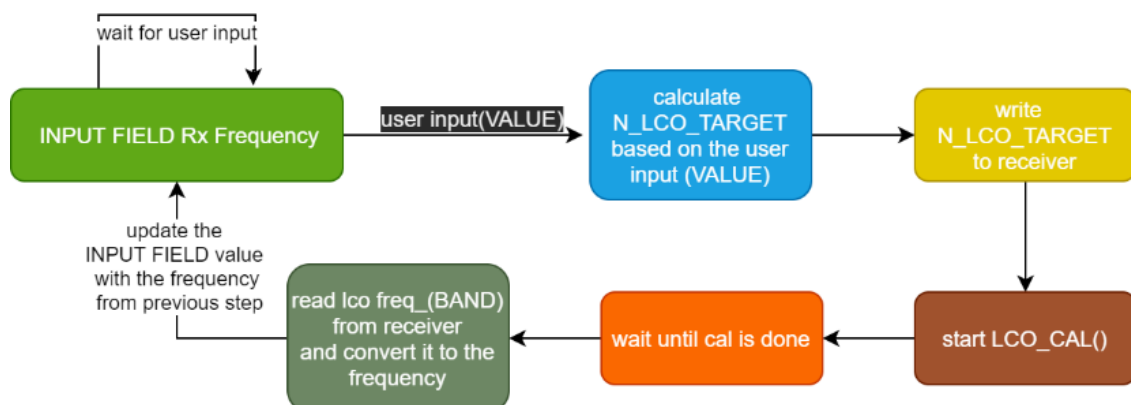 wait for user input
INPUT FIELD Rx Frequency
user input(VALUE)
calculate
N_LCO_TARGET
based on the user
input (VALUE)
write
N_LCO_TARGET
to receiver
start LCO_CAL()
wait until cal is done
read lco freq_(BAND)
from receiver
and convert it to the
frequency
update the
INPUT FIELD value
with the frequency
from previous step